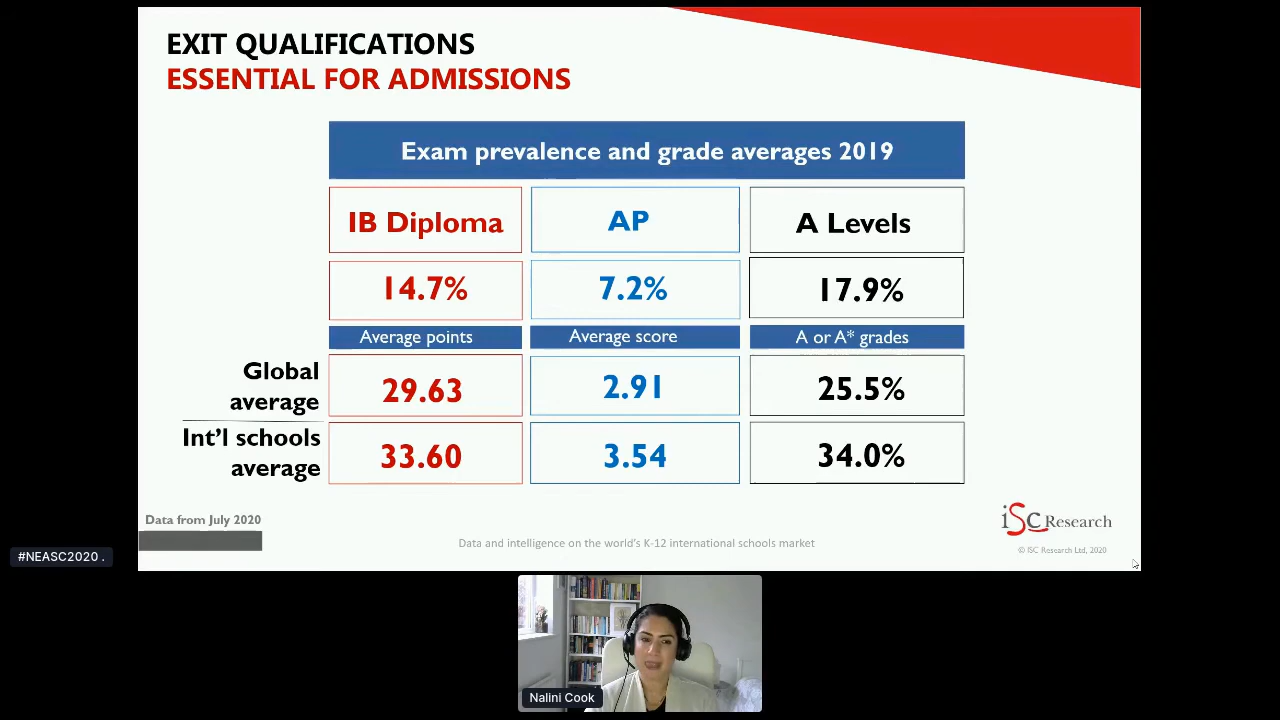 EXIT QUALIFICATIONS
ESSENTIAL FOR ADMISSIONS
Exam prevalence and grade averages 2019
IB Diploma
AP
A Levels
14.7%
7.2%
17.9%
Average points
Average score
A or A* grades
Global
average
29.63
2.91
25.5%
Int'l schools
average
33.60
3.54
34.0%
Data from July 2020
iSC Research
Data and intelligence on the world's K-12 international schools market
© ISC Research Ltd, 2020
#NEASC2020 .
Nalini Cook